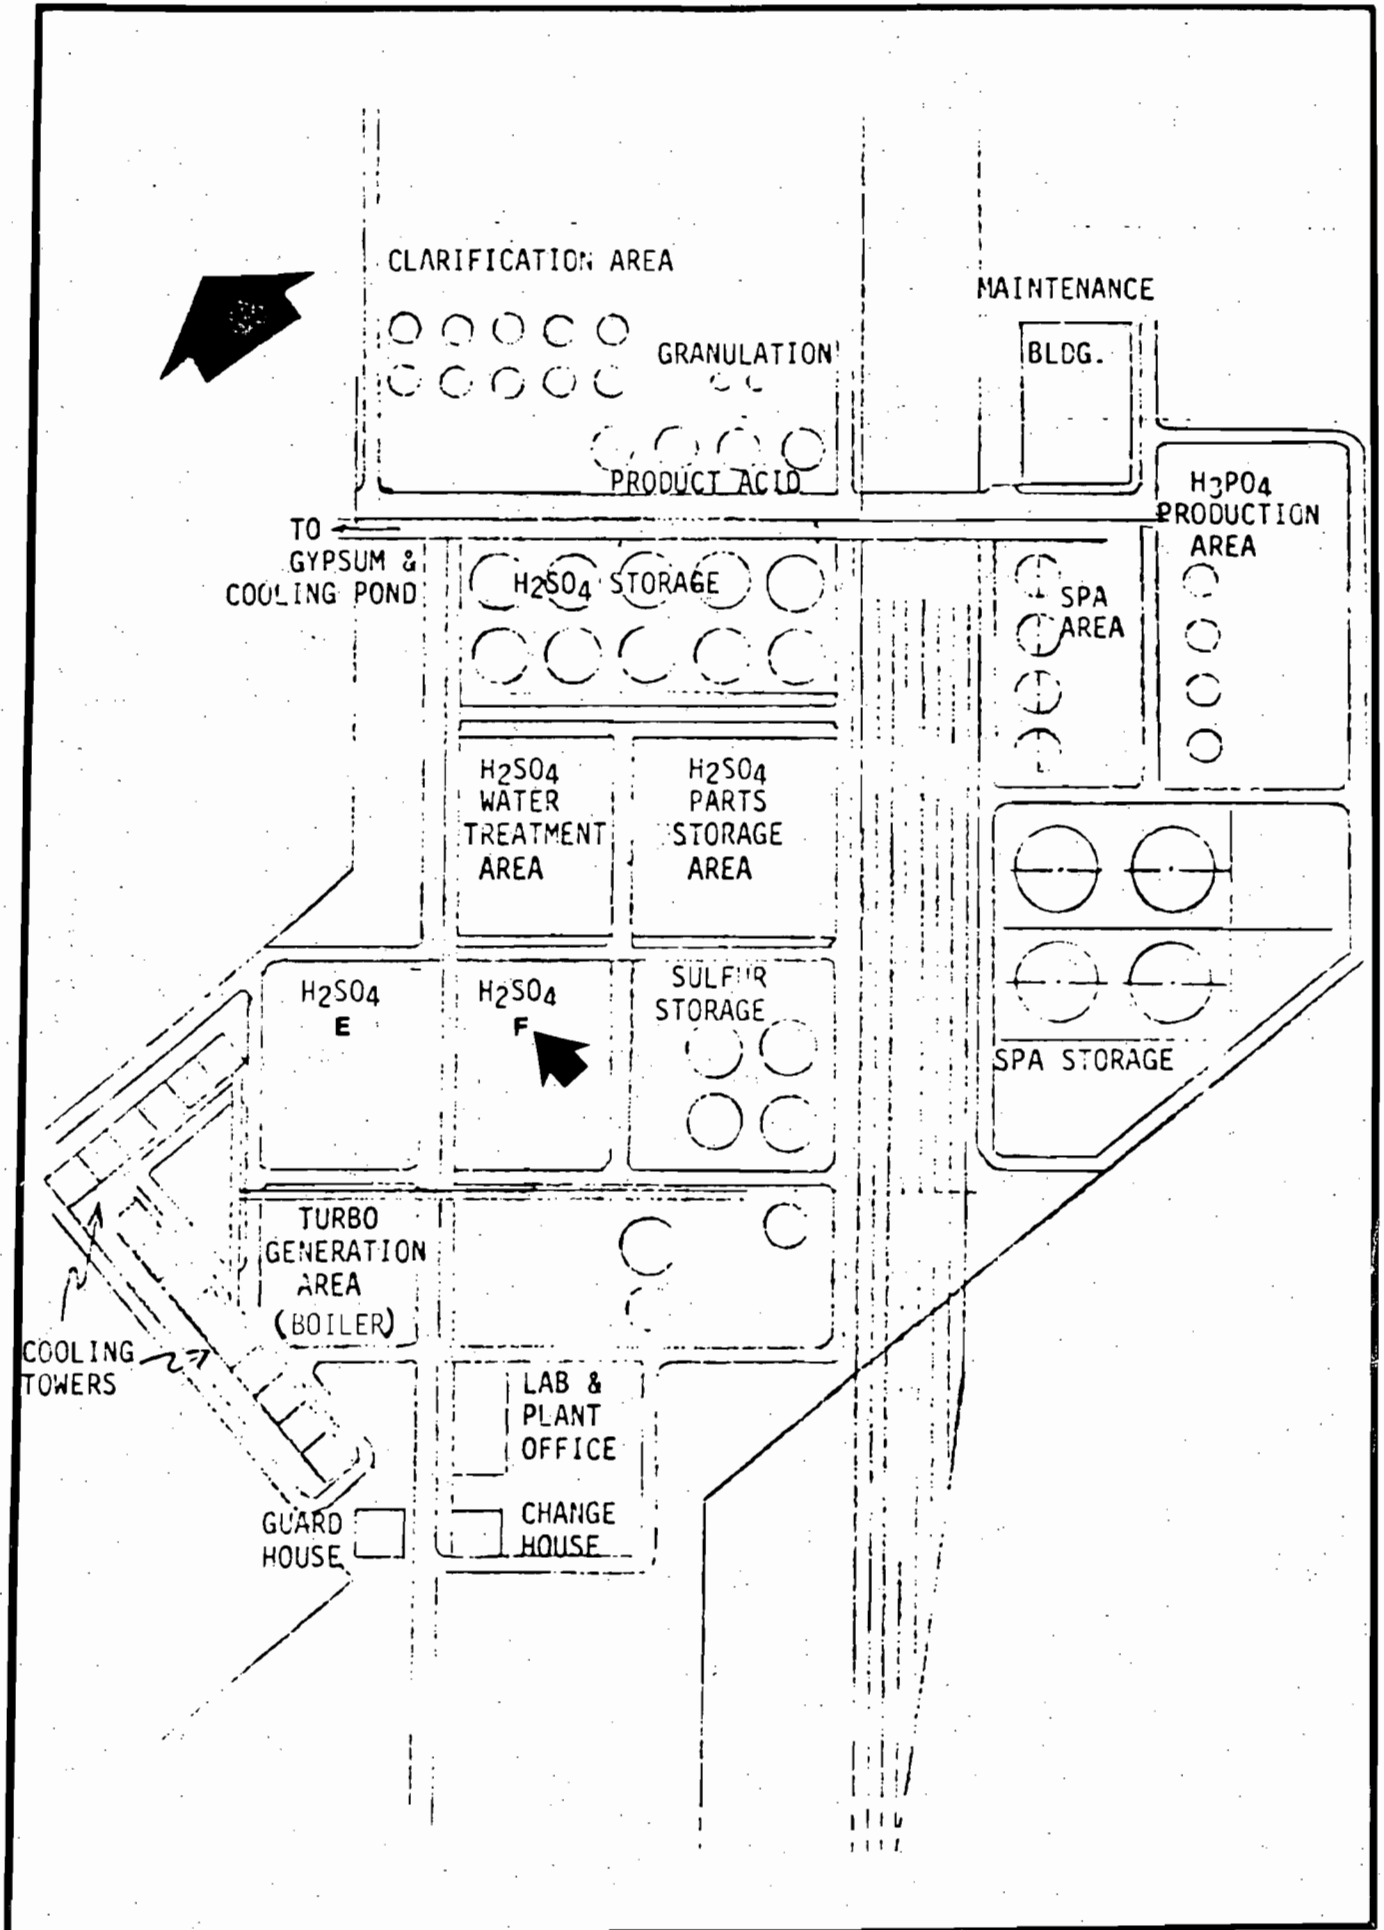 CLARIFICATION AREA
MAINTENANCE
BLDG.
GRANULATION
PRODUCT ACID
H3PO4
PRODUCTION
AREA
TO
GYPSUM &
COOLING POND
H2SO4 STORAGE
SPA
AREA
H2SO4
WATER
TREATMENT
AREA
H2SO4
PARTS
STORAGE
AREA
H2SO4
E
H2SO4
F
SULFUR
STORAGE
SPA STORAGE
TURBO
GENERATION
AREA
(BOILER)
COOLING
TOWERS
LAB &
PLANT
OFFICE
GUARD
HOUSE
CHANGE
HOUSE